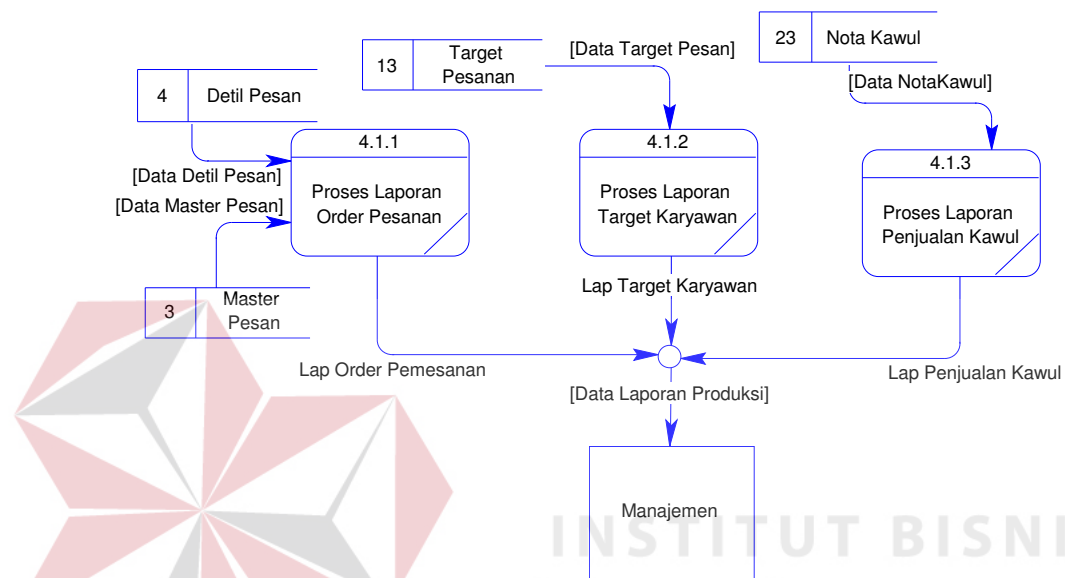 23 Nota Kawul
13 Target
Pesanan
[Data Target Pesan]
[Data NotaKawul]
4 Detil Pesan
[Data Detil Pesan]
[Data Master Pesan]
4.1.1
Proses Laporan
Order Pesanan
4.1.2
Proses Laporan
Target Karyawan
4.1.3
Proses Laporan
Penjualan Kawul
3 Master
Pesan
Lap Target Karyawan
Lap Order Pemesanan
Lap Penjualan Kawul
[Data Laporan Produksi]
Manajemen
INSTITUT BISNI